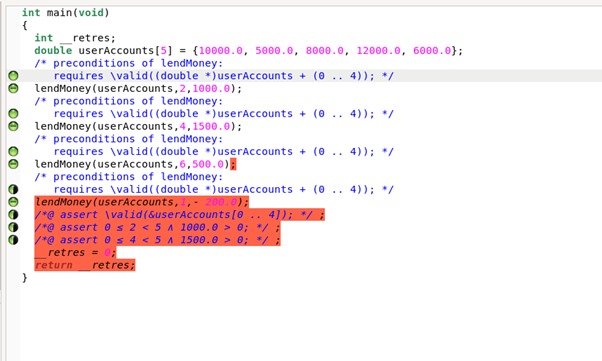 int main(void)
{
int __retres;
double userAccounts[5] = {10000.0, 5000.0, 8000.0, 12000.0, 6000.0};
/* preconditions of lendMoney:
requires \valid((double *)userAccounts + (0 .. 4)); */
lendMoney(userAccounts,2,1000.0);
/* preconditions of lendMoney:
requires \valid((double *)userAccounts + (0 .. 4)); */
lendMoney(userAccounts,4,1500.0);
/* preconditions of lendMoney:
requires \valid((double *)userAccounts + (0 .. 4)); */
lendMoney(userAccounts,6,500.0);
/* preconditions of lendMoney:
requires \valid((double *)userAccounts + (0 .. 4)); */
lendMoney(userAccounts,1,- 200.0);
/*@ assert \valid(&userAccounts[0 .. 4]); */ ;
/*@ assert 0 ≤ 2 < 5 ∧ 1000.0 > 0; */ ;
/*@ assert 0 ≤ 4 < 5 ∧ 1500.0 > 0; */ ;
__retres = 0;
return __retres;
}